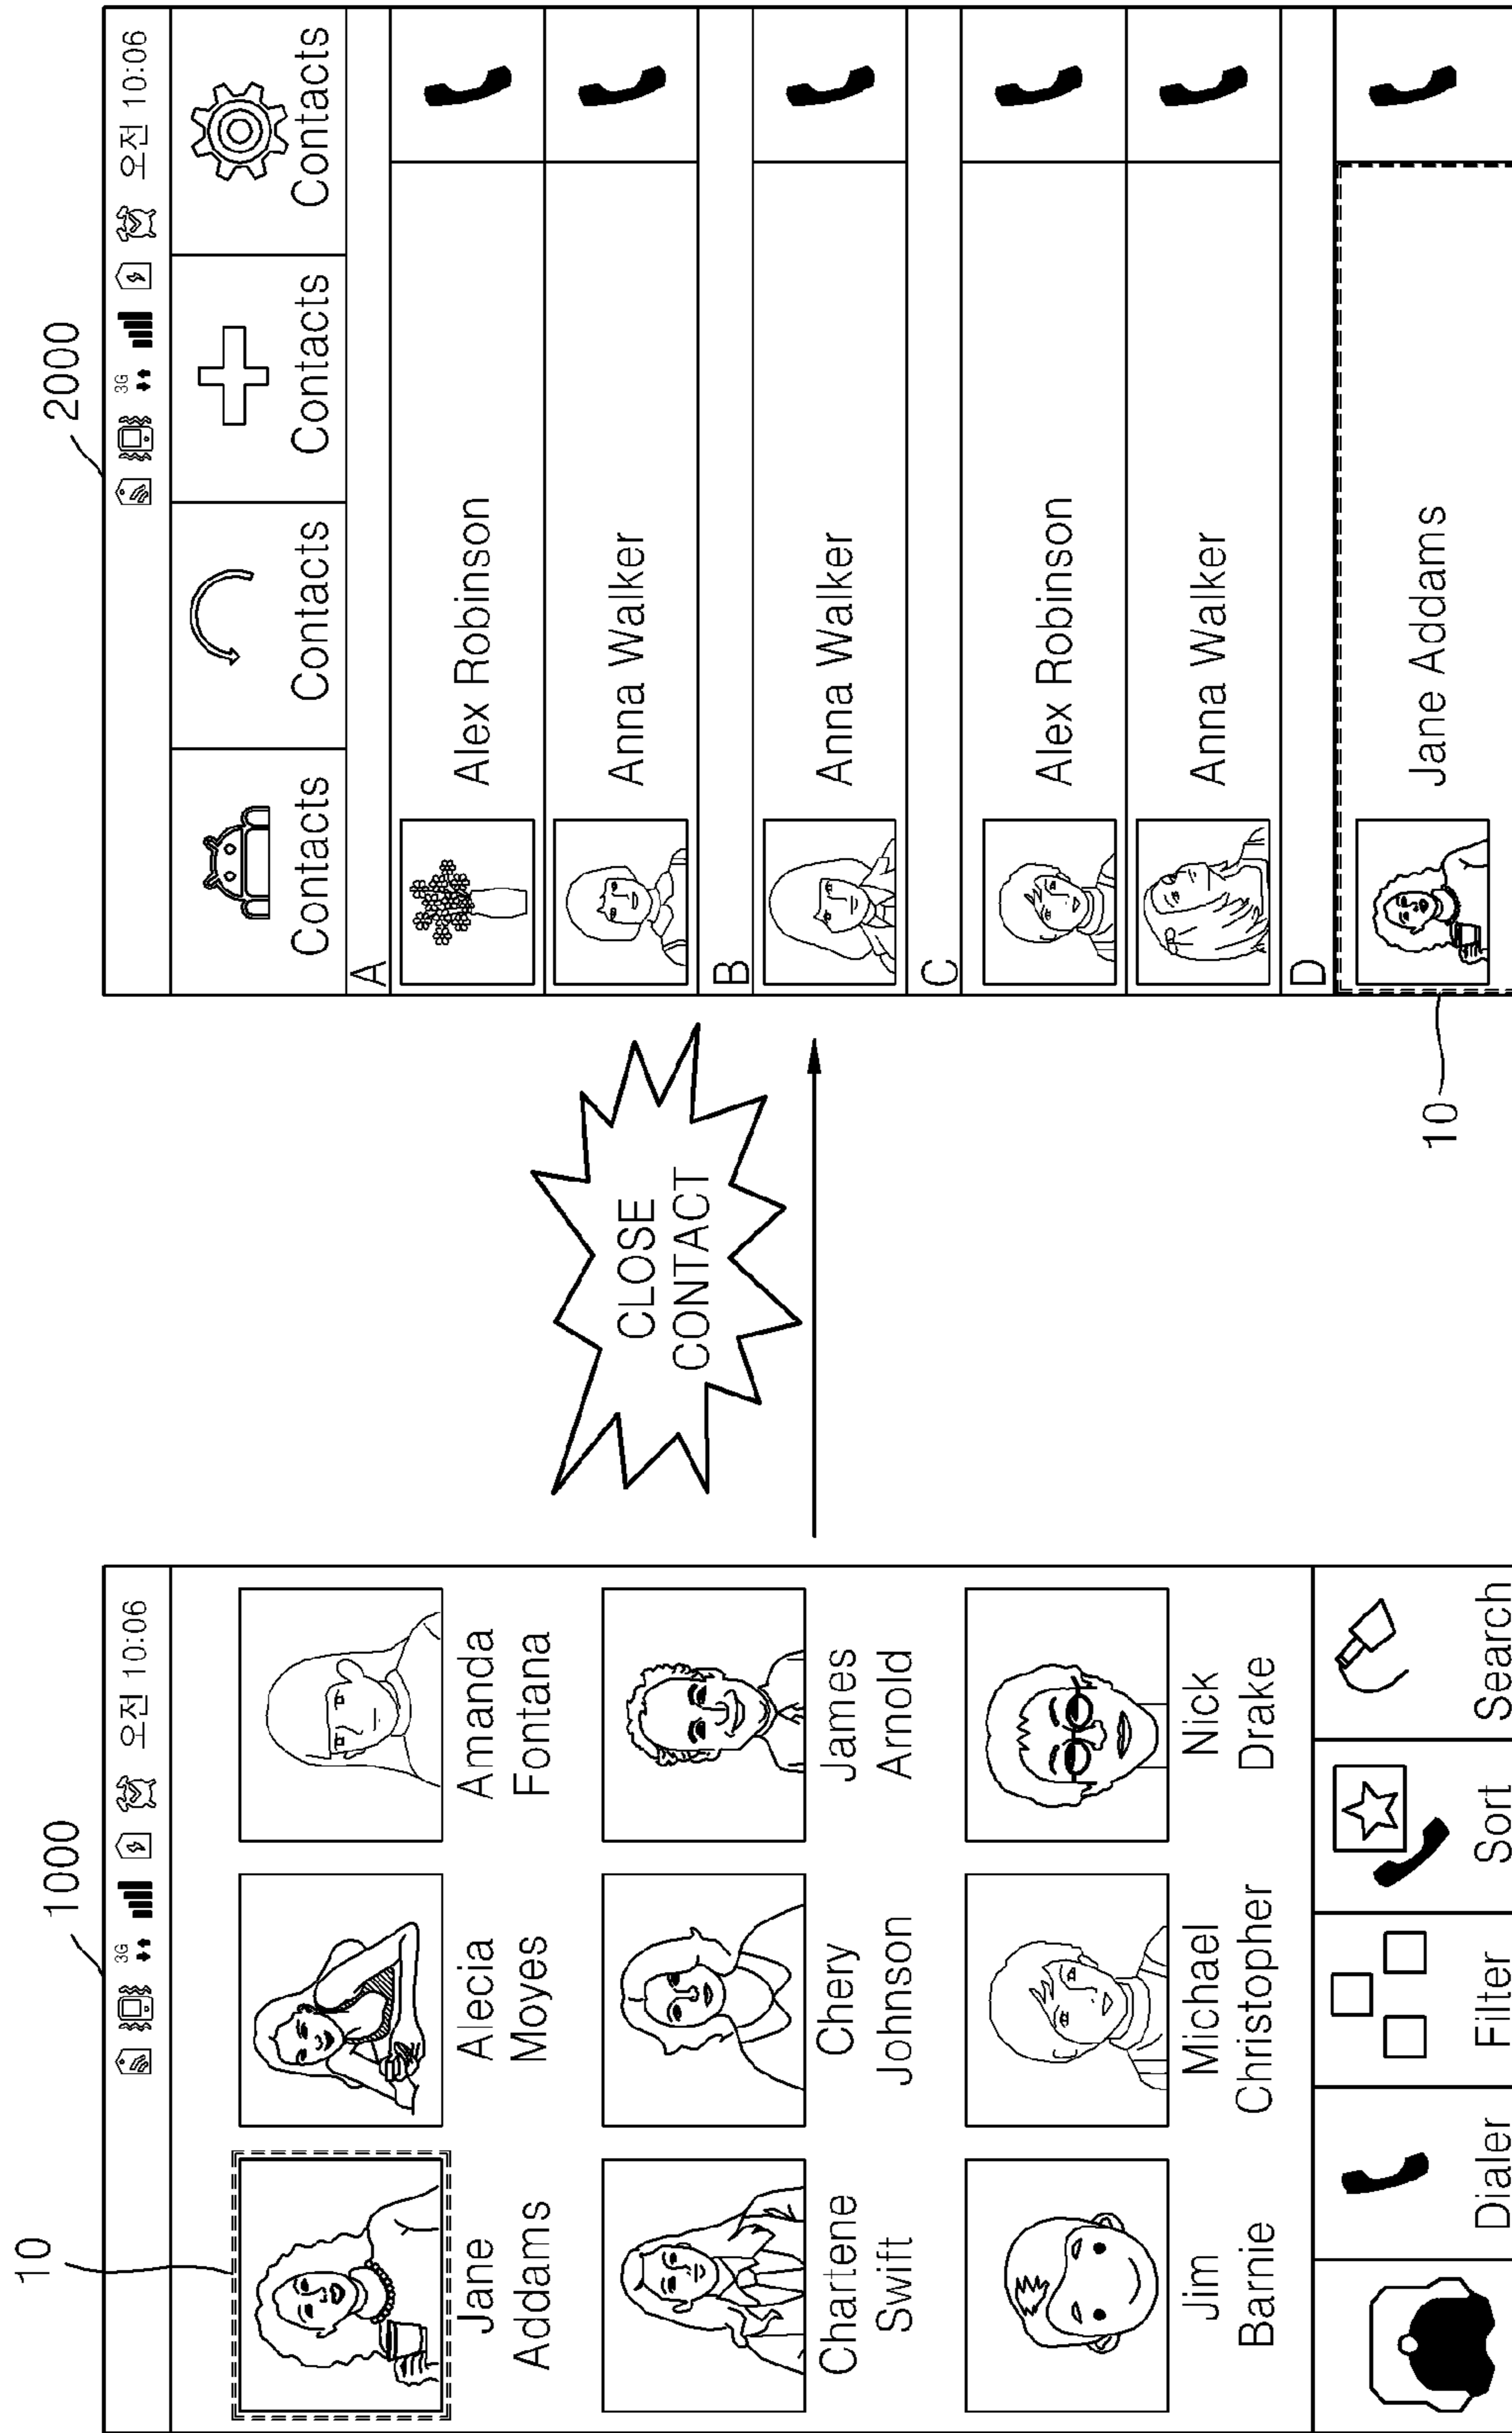 1000
10
3G
오전 10:06
Jane
Addams
Alecia
Moyes
Amanda
Fontana
Chartene
Swift
Chery
Johnson
James
Arnold
Jim
Barnie
Michael
Christopher
Nick
Drake
Dialer
Filter
Sort
Search
CLOSE
CONTACT
2000
3G
오전 10:06
Contacts
Contacts
Contacts
Contacts
A
Alex Robinson
Anna Walker
B
Anna Walker
C
Alex Robinson
Anna Walker
D
Jane Addams
10